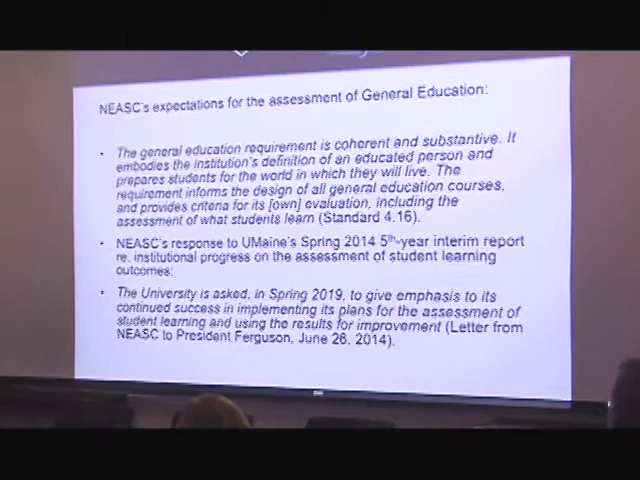 NEASC's expectations for the assessment of General Education:
• The general education requirement is coherent and substantive. It
embodies the institution's definition of an educated person and
prepares students for the world in which they will live. The
requirement informs the design of all general education courses,
and provides criteria for its [own] evaluation, including the
assessment of what students learn (Standard 4.16).
• NEASC's response to UMaine's Spring 2014 5th-year interim report
re. institutional progress on the assessment of student learning
outcomes:
• The University is asked, in Spring 2019, to give emphasis to its
continued success in implementing its plans for the assessment of
student learning and using the results for improvement (Letter from
NEASC to President Ferguson, June 26, 2014).